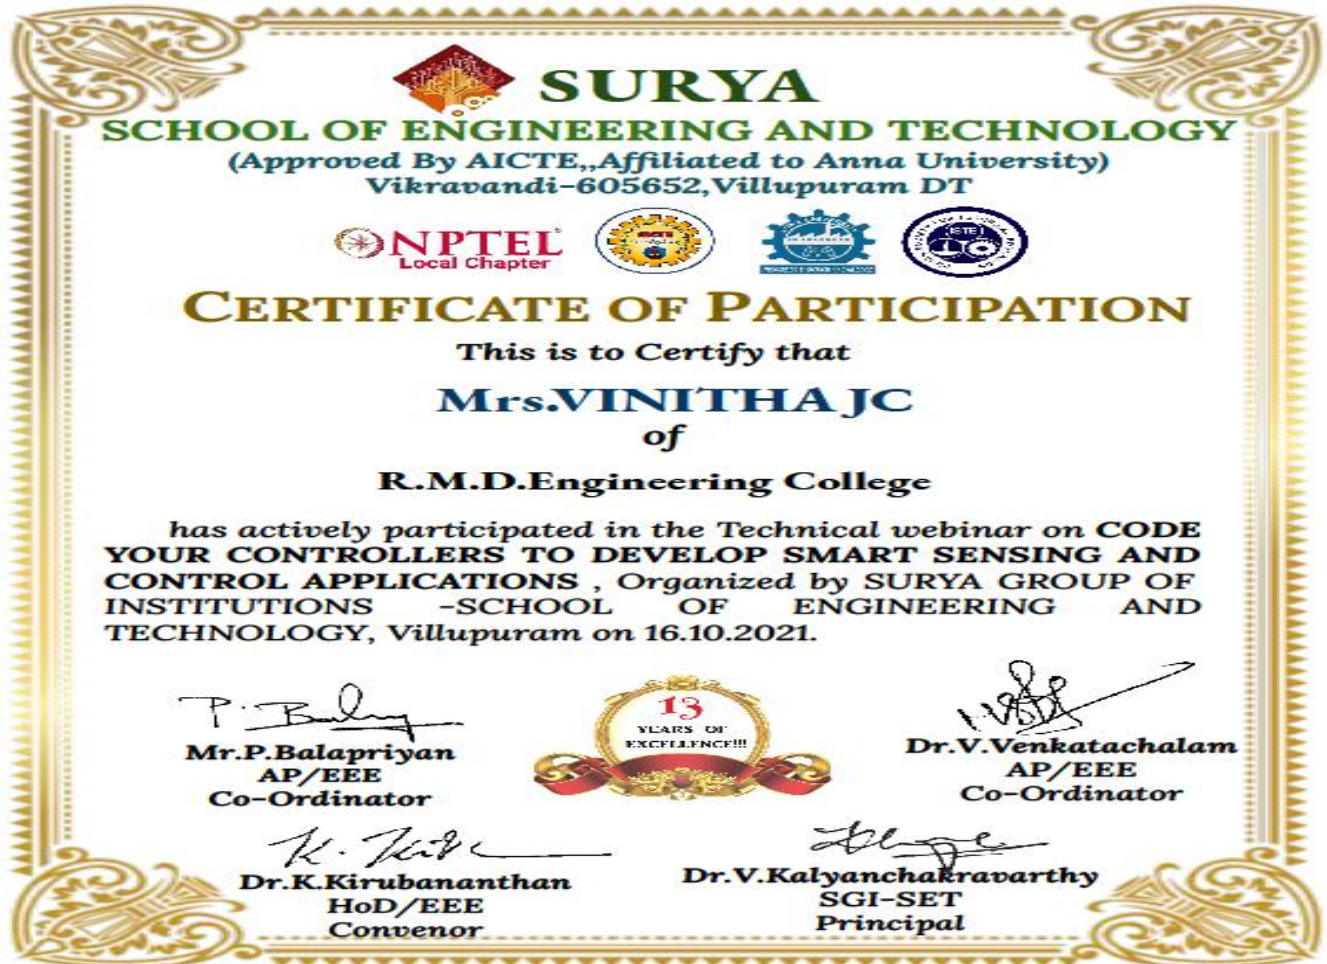 SURYA
SCHOOL OF ENGINEERING AND TECHNOLOGY
(Approved By AICTE,,Affiliated to Anna University)
Vikravandi-605652,Villupuram DT
NPTEL
Local Chapter
ISTE
CERTIFICATE OF PARTICIPATION
This is to Certify that
Mrs.VINITHA JC
of
R.M.D.Engineering College
has actively participated in the Technical webinar on CODE
YOUR CONTROLLERS TO DEVELOP SMART SENSING AND
CONTROL APPLICATIONS , Organized by SURYA GROUP OF
INSTITUTIONS -SCHOOL OF ENGINEERING AND
TECHNOLOGY, Villupuram on 16.10.2021.
13
YEARS OF
EXCELLENCE!!!
Mr.P.Balapriyan
AP/EEE
Co-Ordinator
Dr.V.Venkatachalam
AP/EEE
Co-Ordinator
Dr.K.Kirubananthan
HoD/EEE
Convenor
Dr.V.Kalyanchakravarthy
SGI-SET
Principal